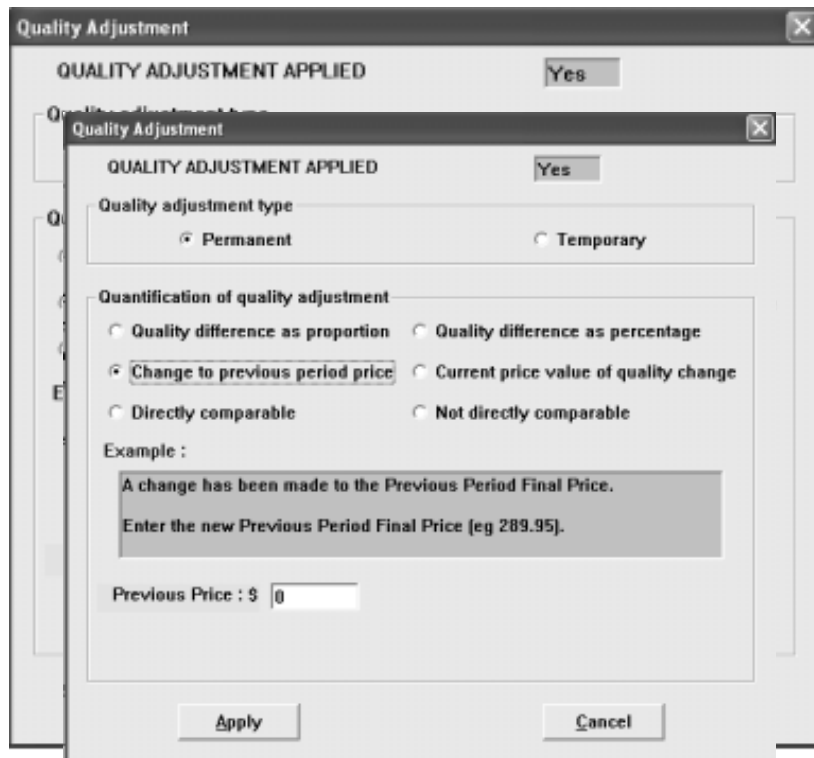 Quality Adjustment
QUALITY ADJUSTMENT APPLIED Yes
Quality Adjustment
QUALITY ADJUSTMENT APPLIED Yes
Quality adjustment type
Permanent Temporary
Quantification of quality adjustment
Quality difference as proportion Quality difference as percentage
Change to previous period price Current price value of quality change
Directly comparable Not directly comparable
Example :
A change has been made to the Previous Period Final Price.
Enter the new Previous Period Final Price (eg 289.95).
Previous Price : $ 0
Apply Cancel